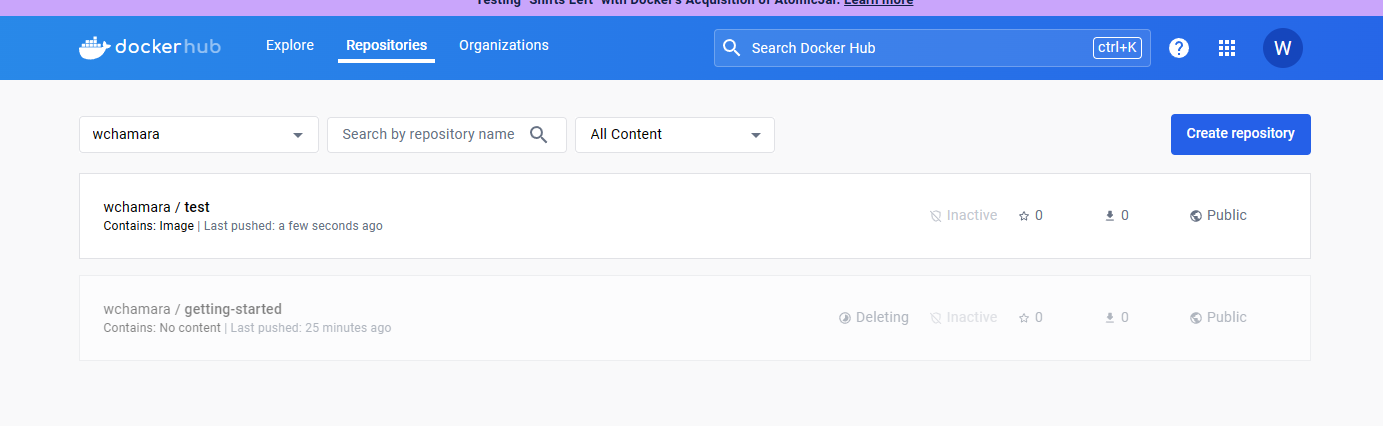 Testing "Shifts Left" with Docker's Acquisition of AtomicJar. Learn more
dockerhub Explore Repositories Organizations Search Docker Hub ctrl+K W
wchamara Search by repository name All Content Create repository
wchamara / test
Contains: Image | Last pushed: a few seconds ago
Inactive 0 0 Public
wchamara / getting-started
Contains: No content | Last pushed: 25 minutes ago
Deleting Inactive 0 0 Public